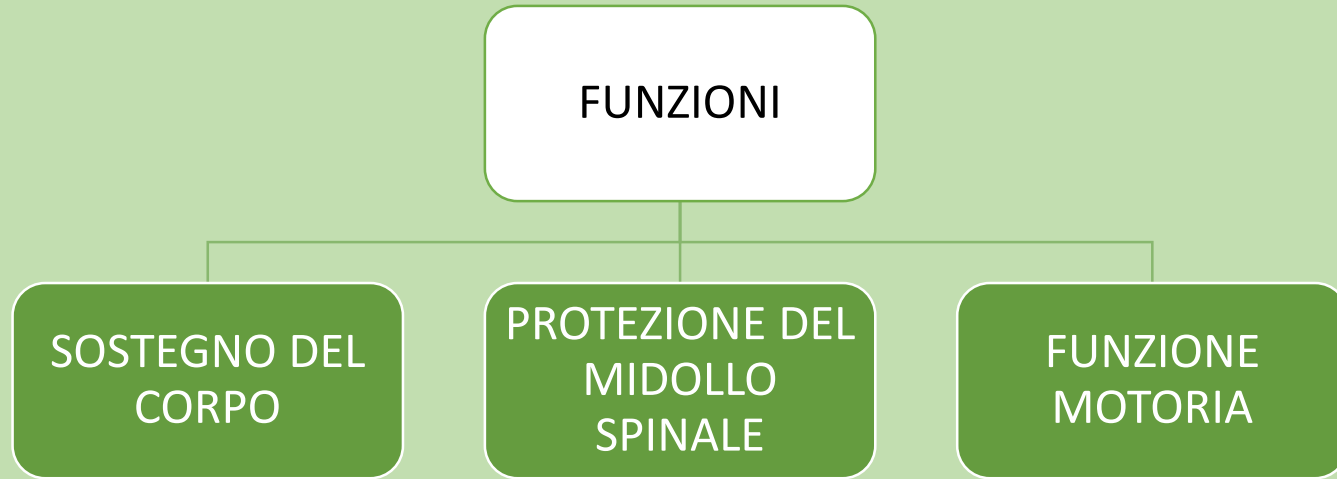 FUNZIONI
SOSTEGNO DEL
CORPO
PROTEZIONE DEL
MIDOLLO
SPINALE
FUNZIONE
MOTORIA